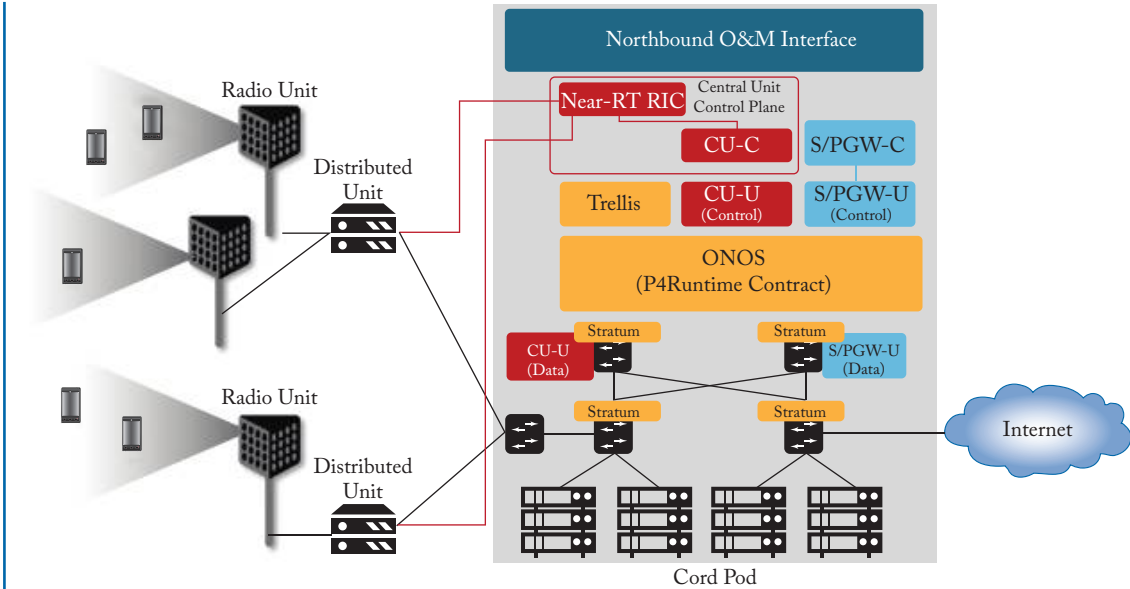 Northbound O&M Interface
Radio Unit
Near-RT RIC
Central Unit
Control Plane
CU-C
S/PGW-C
Distributed
Unit
Trellis
CU-U
(Control)
S/PGW-U
(Control)
ONOS
(P4Runtime Contract)
Stratum
Stratum
CU-U
(Data)
S/PGW-U
(Data)
Radio Unit
Stratum
Stratum
Internet
Distributed
Unit
Cord Pod